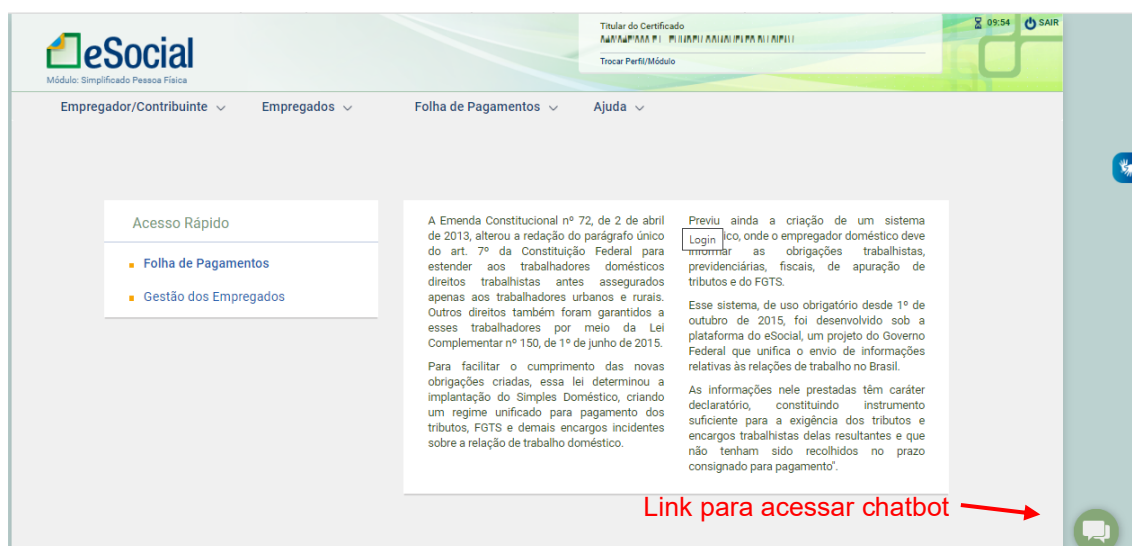 Titular do Certificado
09:54 SAIR
eSocial
Trocar Perfil/Módulo
Módulo: Simplificado Pessoa Física
Empregador/Contribuinte Empregados Folha de Pagamentos Ajuda
Acesso Rápido
Folha de Pagamentos
Gestão dos Empregados
A Emenda Constitucional nº 72, de 2 de abril
de 2013, alterou a redação do parágrafo único
do art. 7º da Constituição Federal para
estender aos trabalhadores domésticos
direitos trabalhistas antes assegurados
apenas aos trabalhadores urbanos e rurais.
Outros direitos também foram garantidos a
esses trabalhadores por meio da Lei
Complementar nº 150, de 1º de junho de 2015.
Para facilitar o cumprimento das novas
obrigações criadas, essa lei determinou a
implantação do Simples Doméstico, criando
um regime unificado para pagamento dos
tributos, FGTS e demais encargos incidentes
sobre a relação de trabalho doméstico.
Previu ainda a criação de um sistema
Login ico, onde o empregador doméstico deve
informar as obrigações trabalhistas,
previdenciárias, fiscais, de apuração de
tributos e do FGTS.
Esse sistema, de uso obrigatório desde 1º de
outubro de 2015, foi desenvolvido sob a
plataforma do eSocial, um projeto do Governo
Federal que unifica o envio de informações
relativas às relações de trabalho no Brasil.
As informações nele prestadas têm caráter
declaratório, constituindo instrumento
suficiente para a exigência dos tributos e
encargos trabalhistas delas resultantes e que
não tenham sido recolhidos no prazo
consignado para pagamento".
Link para acessar chatbot